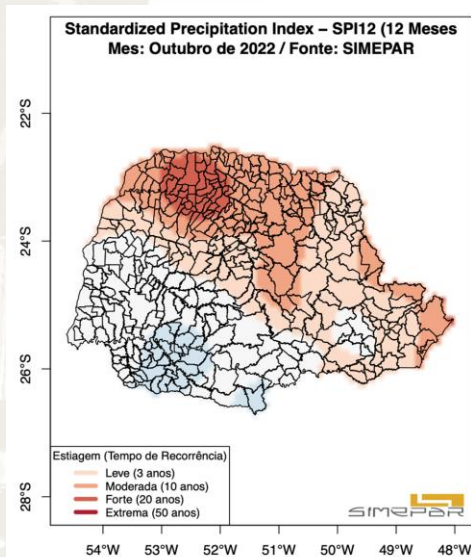 Standardized Precipitation Index – SPI12 (12 Meses
Mes: Outubro de 2022 / Fonte: SIMEPAR
22°S
24°S
26°S
28°S
Estiagem (Tempo de Recorrência)
Leve (3 anos)
Moderada (10 anos)
Forte (20 anos)
Extrema (50 anos)
SIMEPAR
54°W 53°W 52°W 51°W 50°W 49°W 48°W